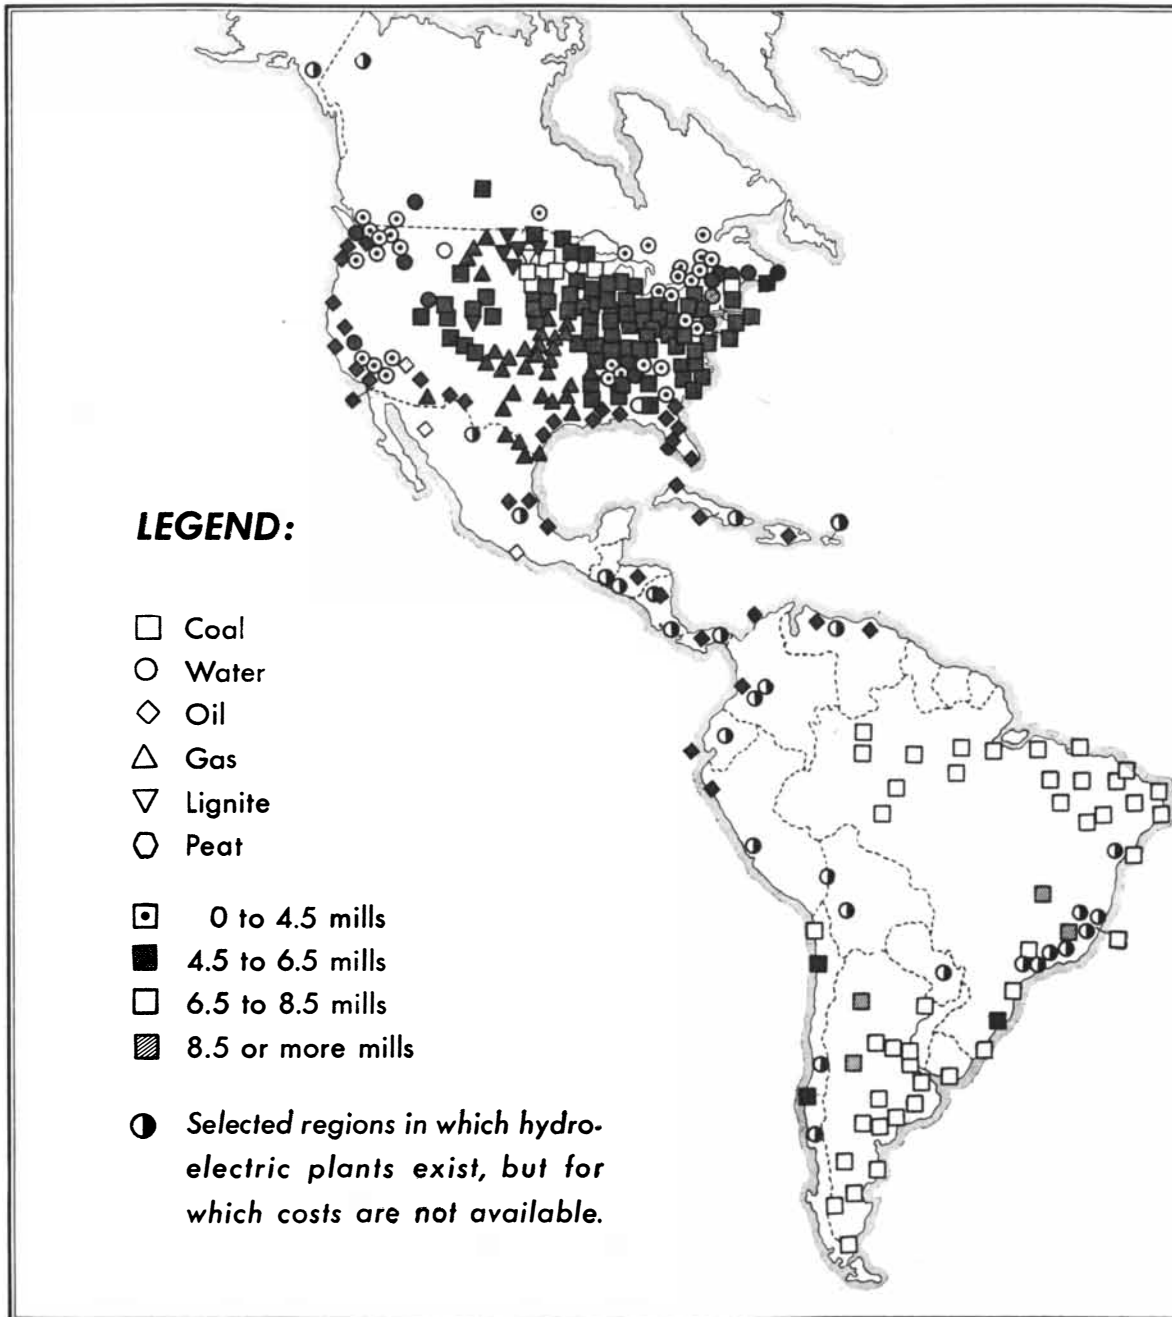 LEGEND:
Coal
Water
Oil
Gas
Lignite
Peat
0 to 4.5 mills
4.5 to 6.5 mills
6.5 to 8.5 mills
8.5 or more mills
Selected regions in which hydro-
electric plants exist, but for
which costs are not available.